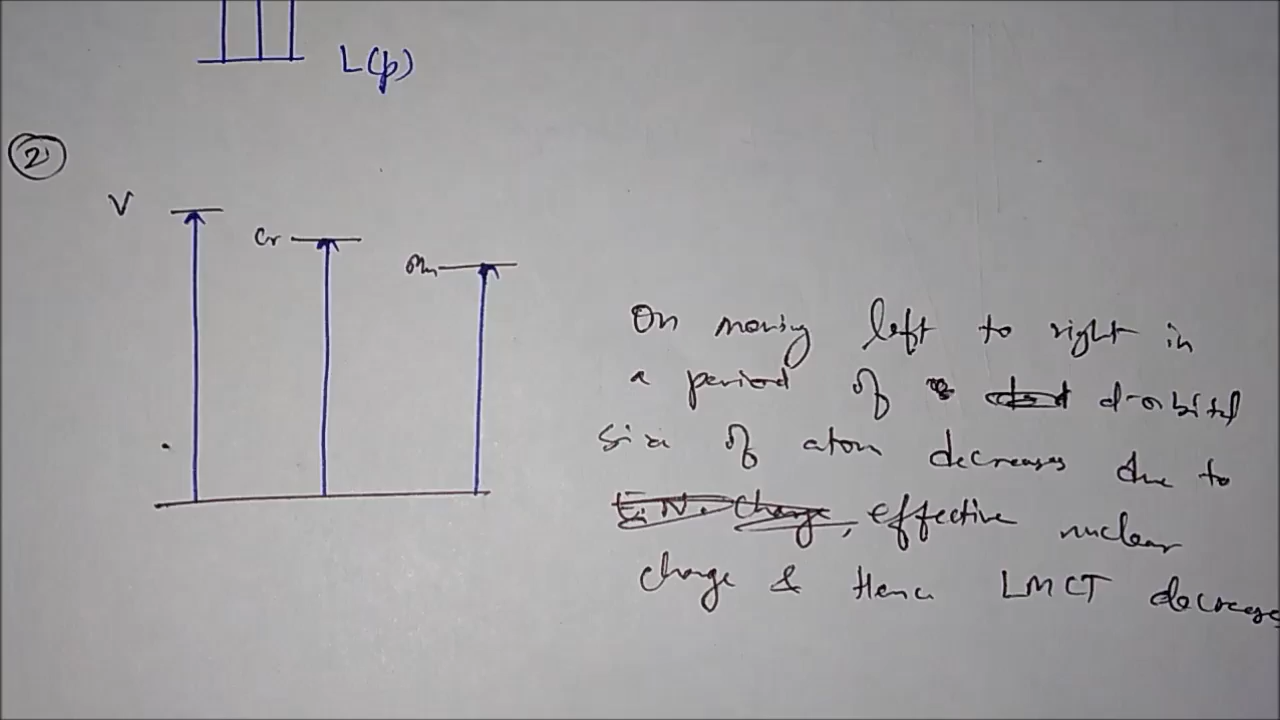 L(p)
2
V
Cr
Mn
On moving left to right in
a period of d-orbital
size of atom decreases due to
effective nuclear
charge & Hence LMCT decreases